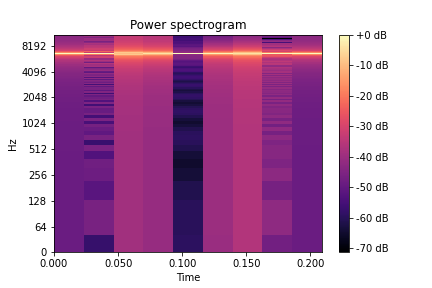 Power spectrogram
Hz
8192
4096
2048
1024
512
256
128
64
0
0.000
0.050
0.100
0.150
0.200
Time
+0 dB
-10 dB
-20 dB
-30 dB
-40 dB
-50 dB
-60 dB
-70 dB